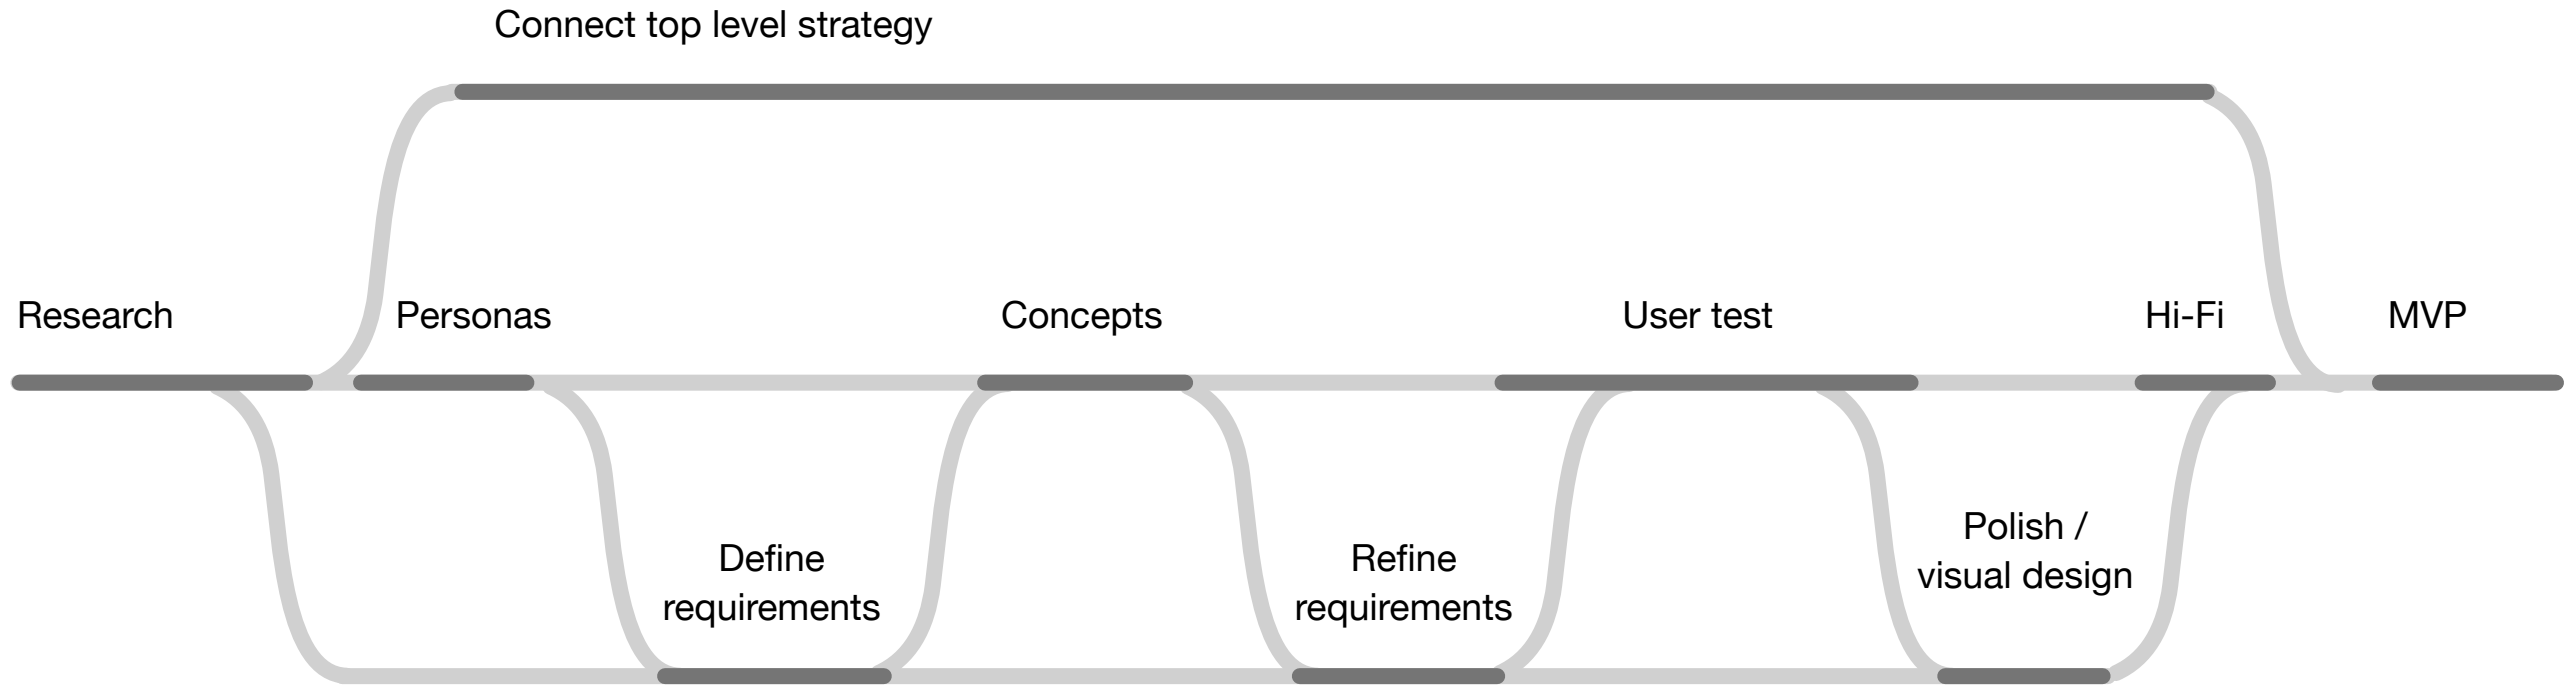 Connect top level strategy
Research
Personas
Concepts
User test
Hi-Fi
MVP
Define
requirements
Refine
requirements
Polish /
visual design